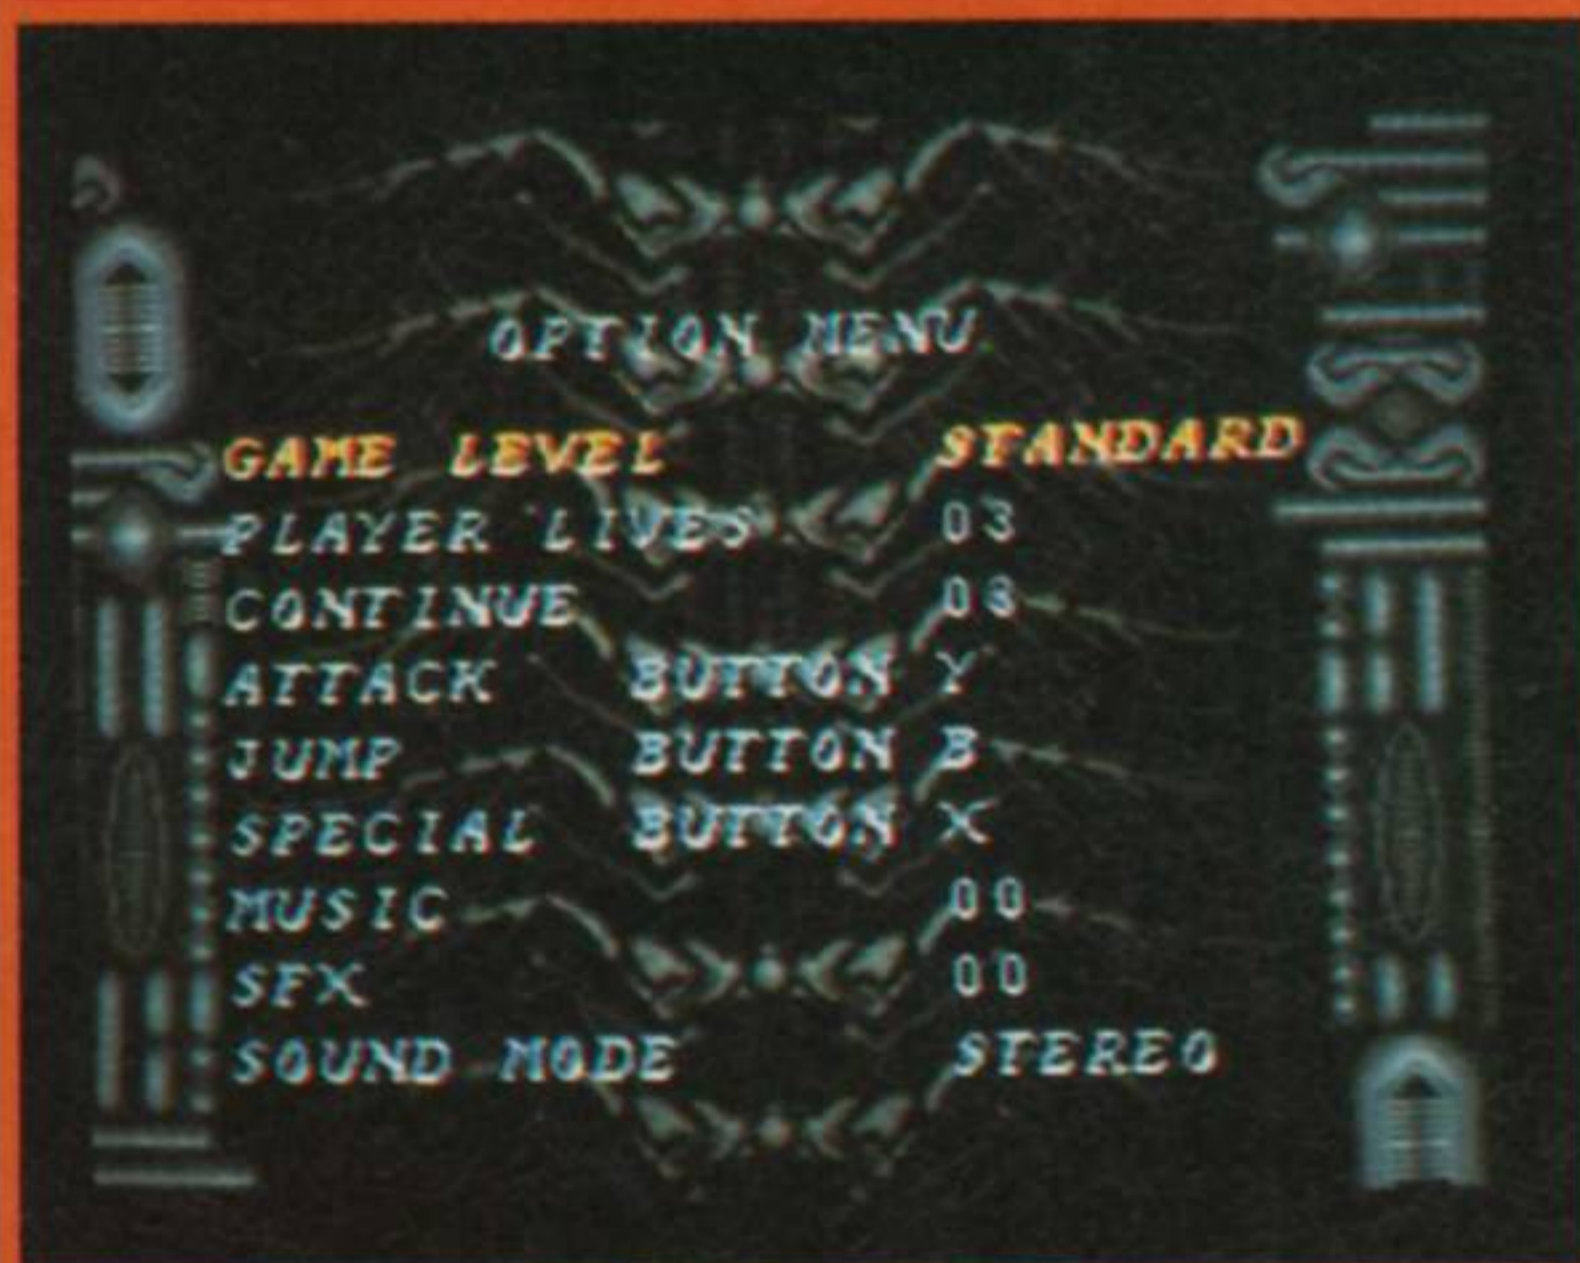 OPTION MENU
GAME LEVEL STANDARD
PLAYER LIVES 03
CONTINUE 03
ATTACK BUTTON Y
JUMP BUTTON B
SPECIAL BUTTON X
MUSIC 00
SFX 00
SOUND MODE STEREO